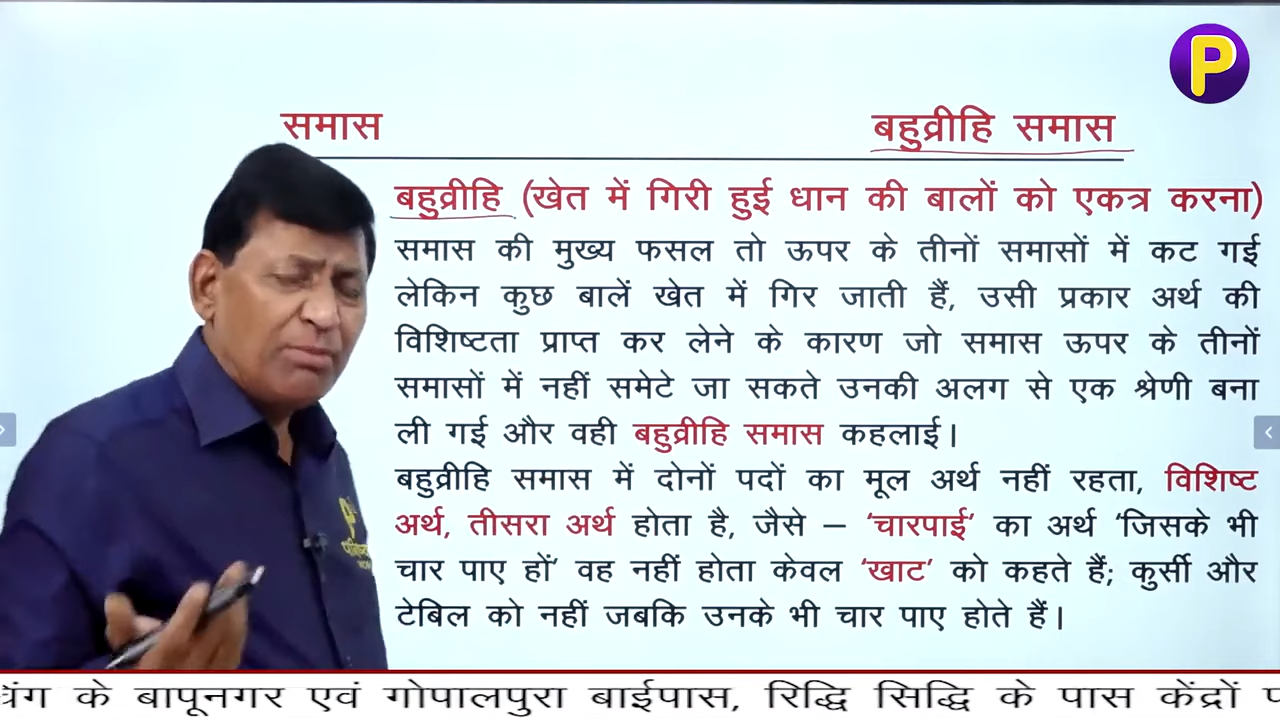 P
समास
बहुव्रीहि समास
बहुव्रीहि (खेत में गिरी हुई धान की बालों को एकत्र करना)
समास की मुख्य फसल तो ऊपर के तीनों समासों में कट गई
लेकिन कुछ बालें खेत में गिर जाती हैं, उसी प्रकार अर्थ की
विशिष्टता प्राप्त कर लेने के कारण जो समास ऊपर के तीनों
समासों में नहीं समेटे जा सकते उनकी अलग से एक श्रेणी बना
ली गई और वही बहुव्रीहि समास कहलाई।
बहुव्रीहि समास में दोनों पदों का मूल अर्थ नहीं रहता, विशिष्ट
अर्थ, तीसरा अर्थ होता है, जैसे – 'चारपाई' का अर्थ 'जिसके भी
चार पाए हों' वह नहीं होता केवल 'खाट' को कहते हैं; कुर्सी और
टेबिल को नहीं जबकि उनके भी चार पाए होते हैं।
के बापूनगर एवं गोपालपुरा बाईपास, रिद्धि सिद्धि के पास केंद्रों